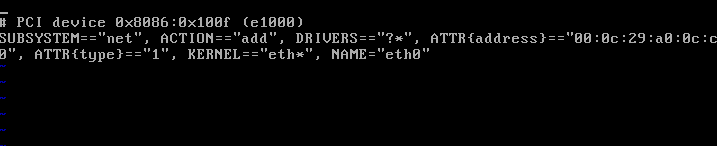 # PCI device 0x8086:0x100f (e1000)
SUBSYSTEM=="net", ACTION=="add", DRIVERS=="?*", ATTR{address}=="00:0c:29:a0:0c:c
0", ATTR{type}=="1", KERNEL=="eth*", NAME="eth0"
~
~
~
~